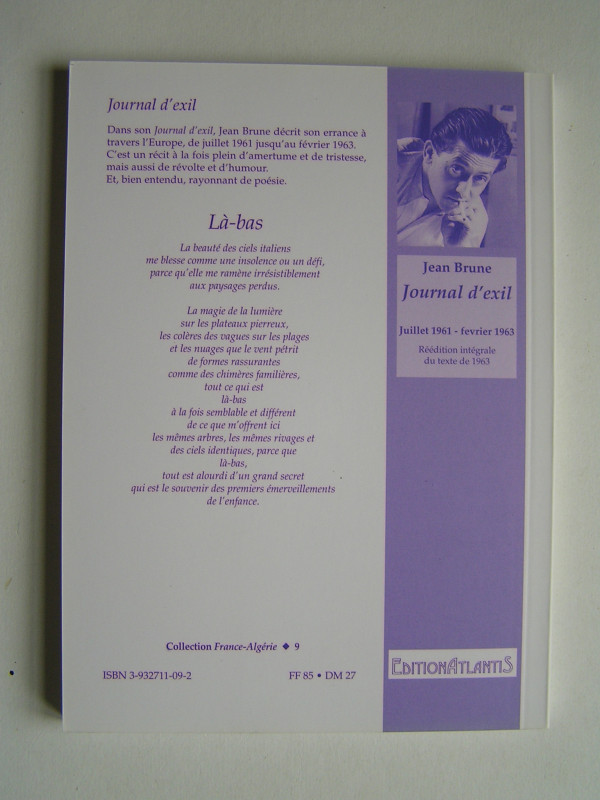 Journal d'exil
Dans son Journal d'exil, Jean Brune décrit son errance à
travers l'Europe, de juillet 1961 jusqu'au février 1963.
C'est un récit à la fois plein d'amertume et de tristesse,
mais aussi de révolte et d'humour.
Et, bien entendu, rayonnant de poésie.
Là-bas
La beauté des ciels italiens
me blesse comme une insolence ou un défi,
parce qu'elle me ramène irrésistiblement
aux paysages perdus.
La magie de la lumière
sur les plateaux pierreux,
les colères des vagues sur les plages
et les nuages que le vent pétrit
de formes rassurantes
comme des chimères familières,
tout ce qui est
là-bas
à la fois semblable et différent
de ce que m'offrent ici
les mêmes arbres, les mêmes rivages et
des ciels identiques, parce que
là-bas,
tout est alourdi d'un grand secret
qui est le souvenir des premiers émerveillements
de l'enfance.
Collection France-Algérie ❖ 9
ISBN 3-932711-09-2 FF 85 • DM 27
Jean Brune
Journal d'exil
Juillet 1961 - fevrier 1963
Réédition intégrale
du texte de 1963
EDITION ATLANTIS